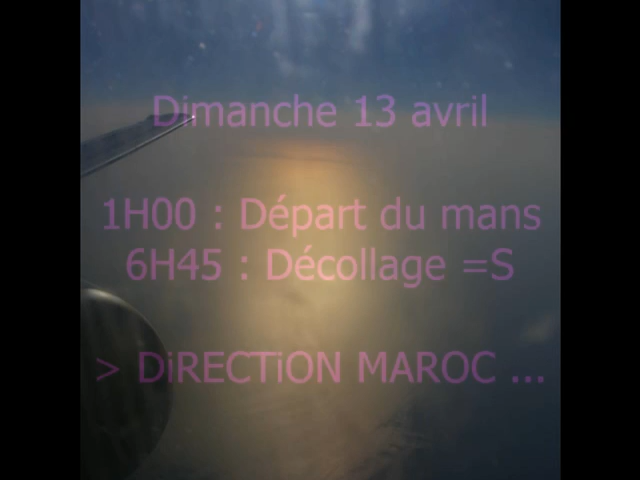 Dimanche 13 avril
1H00 : Départ du mans
6H45 : Décollage =S
> DiRECTiON MAROC ...